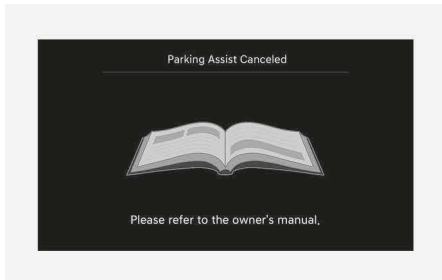 Parking Assist Canceled
Please refer to the owner's manual,